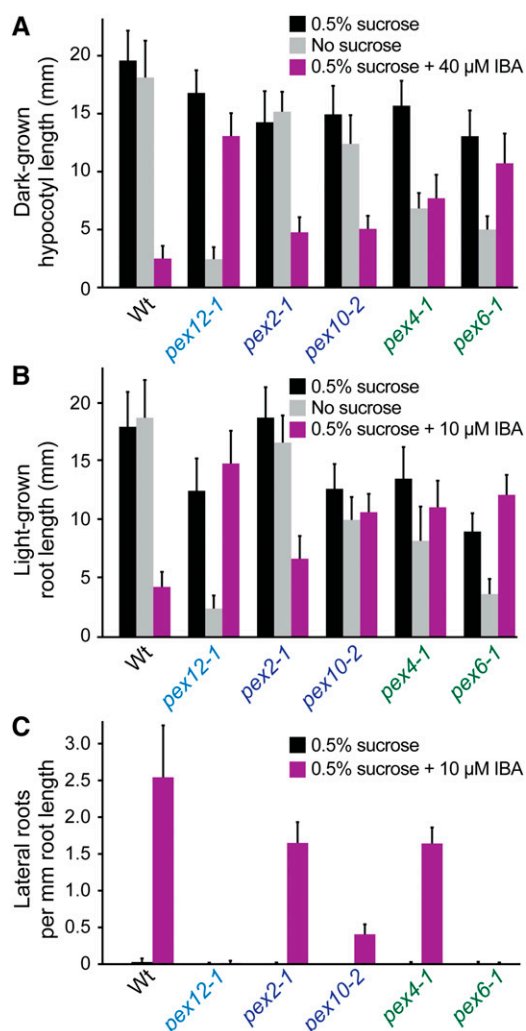 A
0.5% sucrose
No sucrose
0.5% sucrose + 40 µM IBA
Dark-grown
hypocotyl length (mm)
20
15
10
5
0
Wt
pex12-1
pex2-1
pex10-2
pex4-1
pex6-1
B
0.5% sucrose
No sucrose
0.5% sucrose + 10 µM IBA
Light-grown
root length (mm)
20
15
10
5
0
Wt
pex12-1
pex2-1
pex10-2
pex4-1
pex6-1
C
0.5% sucrose
0.5% sucrose + 10 µM IBA
Lateral roots
per mm root length
3.0
2.5
2.0
1.5
1.0
0.5
0
Wt
pex12-1
pex2-1
pex10-2
pex4-1
pex6-1